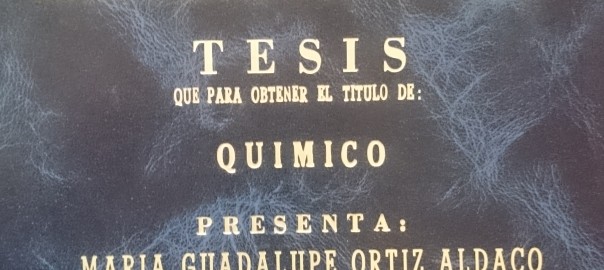 TESIS
QUE PARA OBTENER EL TITULO DE:
QUIMICO
PRESENTA:
MARIA GUADALUPE ORTIZ ALDACO